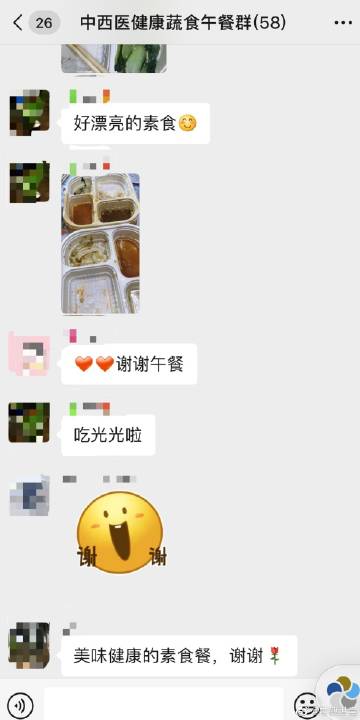 26
中西医健康蔬食午餐群(58)
好漂亮的素食
谢谢午餐
吃光光啦
谢 谢
美味健康的素食餐，谢谢